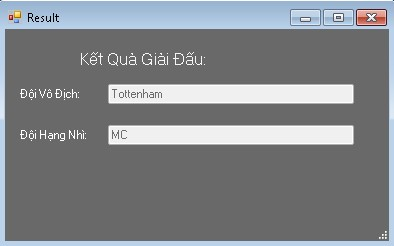 Result
Kết Quả Giải Đấu:
Đội Vô Địch:
Tottenham
Đội Hạng Nhì:
MC